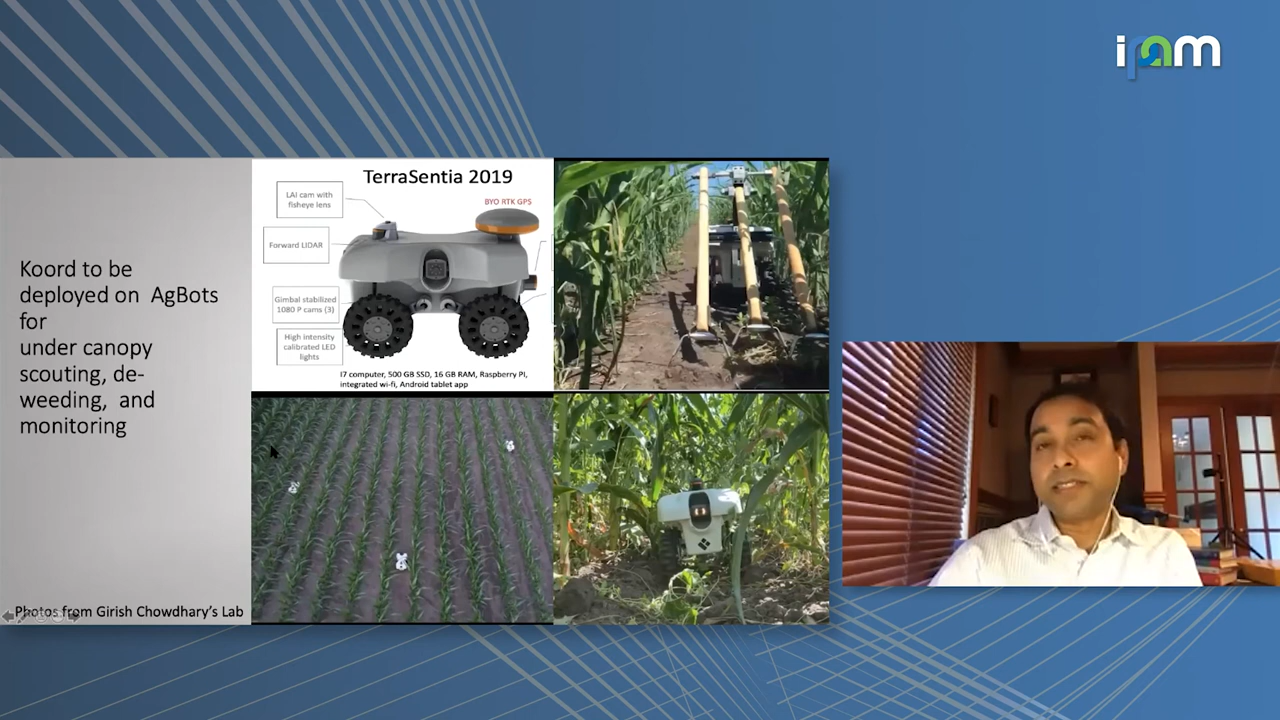 ipam
Koord to be
deployed on AgBots
for
under canopy
scouting, de-
weeding, and
monitoring
Photos from Girish Chowdhary's Lab
TerraSentia 2019
LAI cam with
fisheye lens
BYO RTK GPS
Forward LIDAR
Gimbal stabilized
1080 P cams (3)
High intensity
calibrated LED
lights
I7 computer, 500 GB SSD, 16 GB RAM, Raspberry PI,
integrated wi-fi, Android tablet app